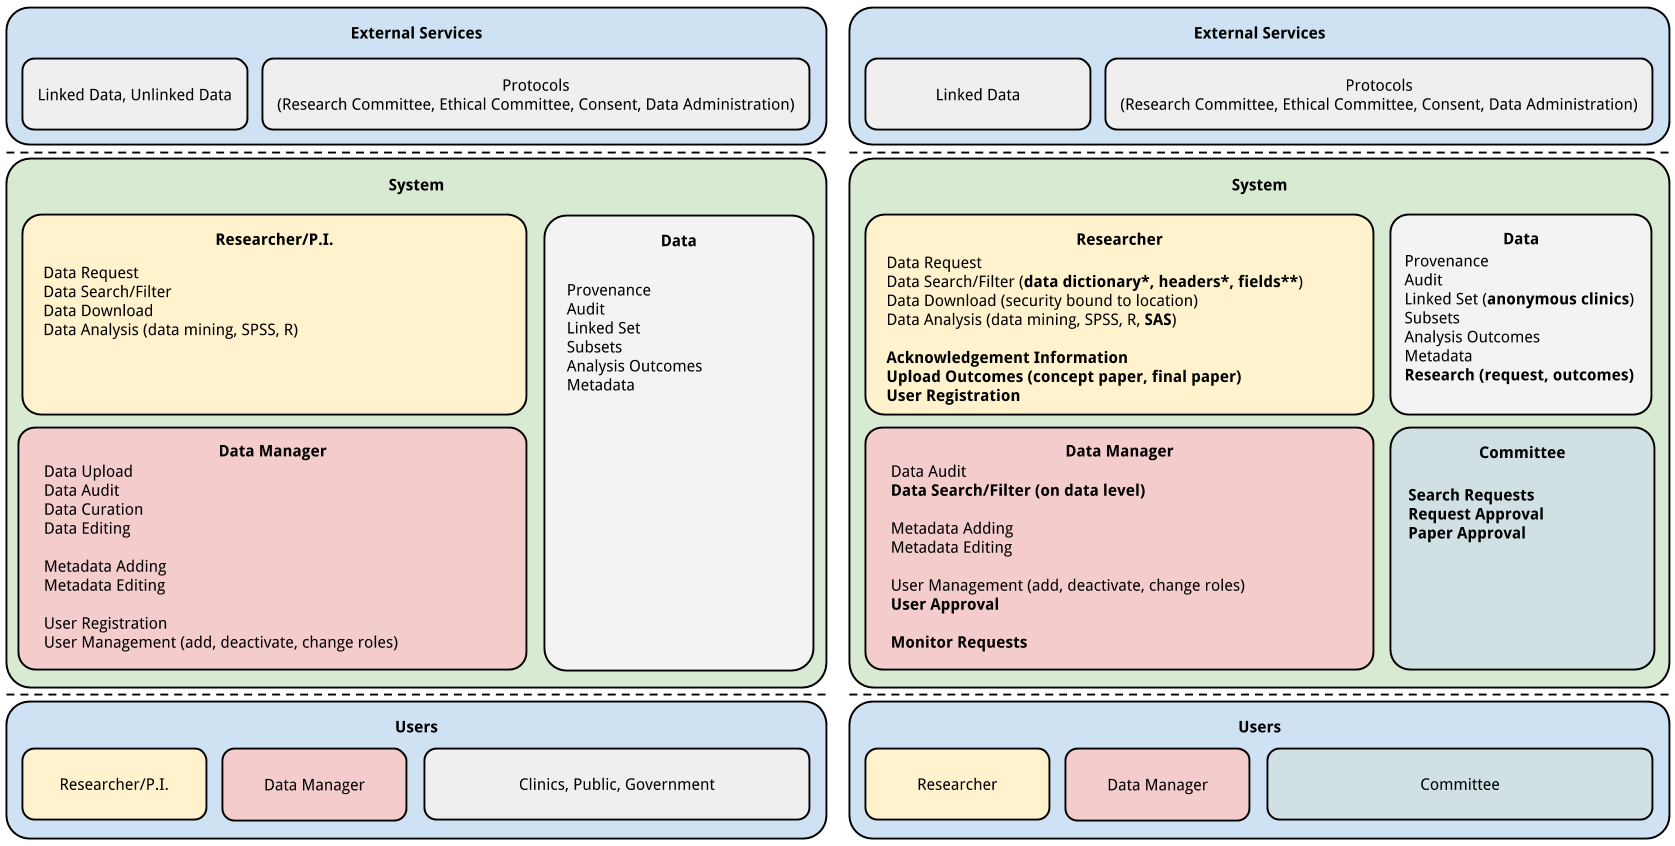 External Services
Linked Data, Unlinked Data
Protocols
(Research Committee, Ethical Committee, Consent, Data Administration)
System
Researcher/P.I.
Data Request
Data Search/Filter
Data Download
Data Analysis (data mining, SPSS, R)
Data
Provenance
Audit
Linked Set
Subsets
Analysis Outcomes
Metadata
Data Manager
Data Upload
Data Audit
Data Curation
Data Editing
Metadata Adding
Metadata Editing
User Registration
User Management (add, deactivate, change roles)
Users
Researcher/P.I.
Data Manager
Clinics, Public, Government
External Services
Linked Data
Protocols
(Research Committee, Ethical Committee, Consent, Data Administration)
System
Researcher
Data Request
Data Search/Filter (data dictionary*, headers*, fields**)
Data Download (security bound to location)
Data Analysis (data mining, SPSS, R, SAS)
Acknowledgement Information
Upload Outcomes (concept paper, final paper)
User Registration
Data
Provenance
Audit
Linked Set (anonymous clinics)
Subsets
Analysis Outcomes
Metadata
Research (request, outcomes)
Data Manager
Data Audit
Data Search/Filter (on data level)
Metadata Adding
Metadata Editing
User Management (add, deactivate, change roles)
User Approval
Monitor Requests
Committee
Search Requests
Request Approval
Paper Approval
Users
Researcher
Data Manager
Committee